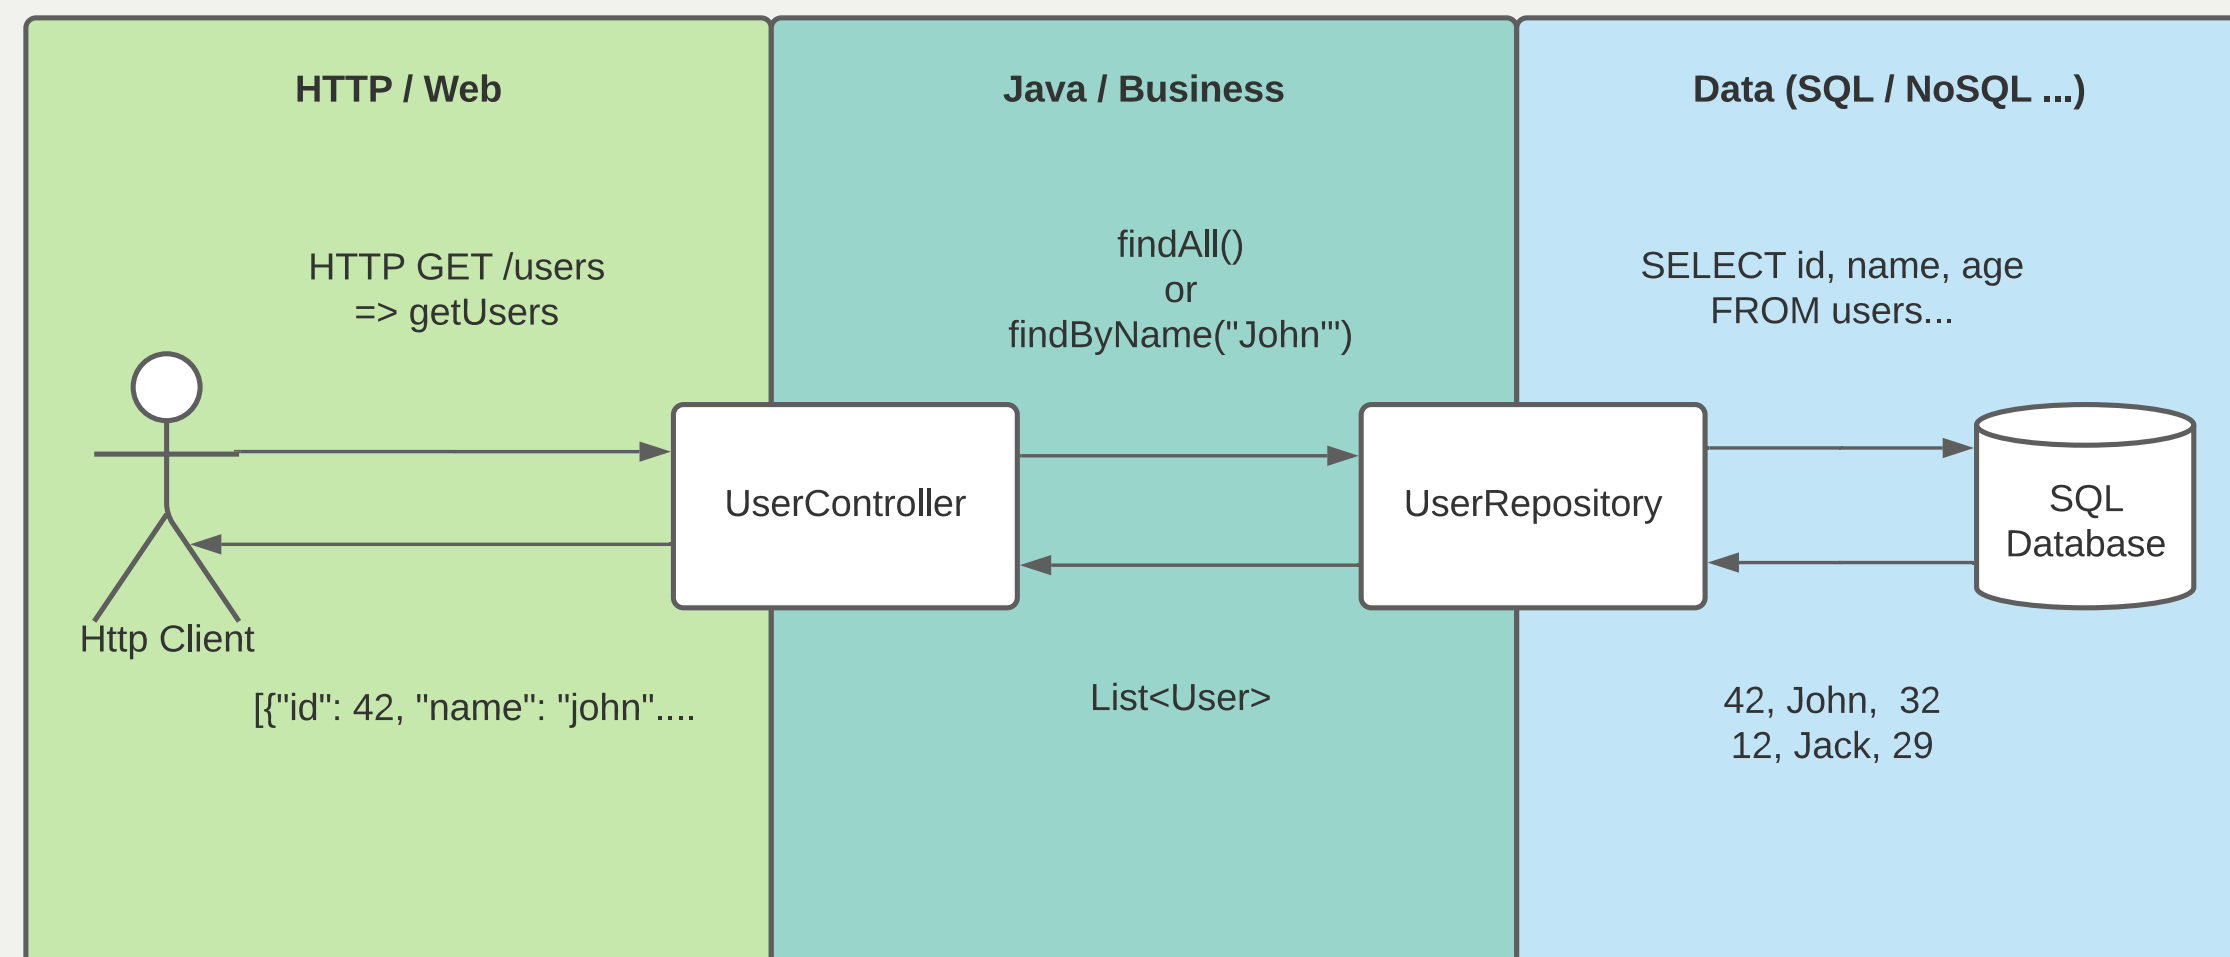 HTTP / Web
Java / Business
Data (SQL / NoSQL ...)
HTTP GET /users
=> getUsers
findAll()
or
findByName("John'")
SELECT id, name, age
FROM users...
Http Client
UserController
UserRepository
SQL
Database
[{"id": 42, "name": "john"....
List<User>
42, John,  32
12, Jack, 29